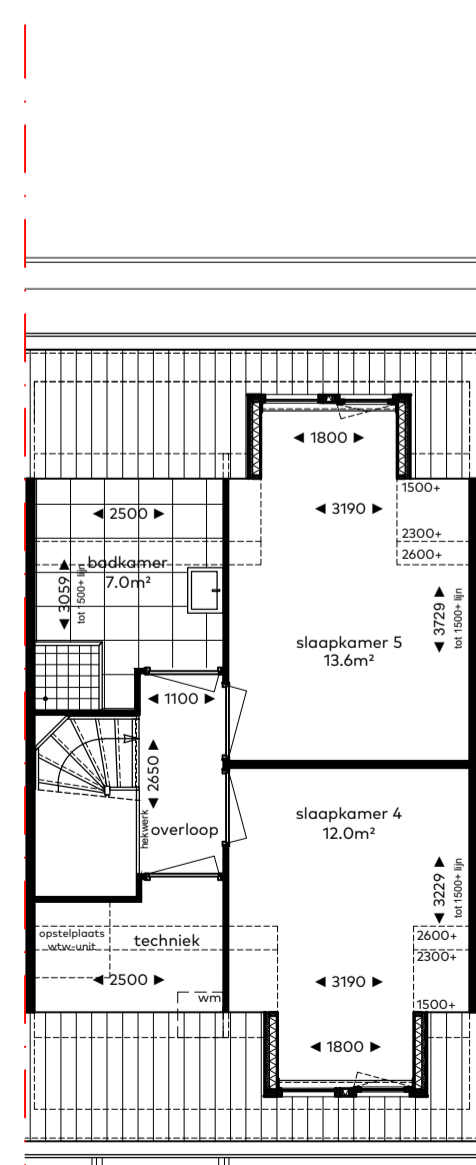 1800
1500+
2500
3190
2300+
2600+
badkamer
7.0m²
3059
tot 1500+ lijn
3729
tot 1500+ lijn
slaapkamer 5
13.6m²
1100
2650
hekwerk
overloop
slaapkamer 4
12.0m²
3229
tot 1500+ lijn
opstelplaats
wtw-unit
techniek
2600+
2300+
2500
3190
wm
1500+
1800